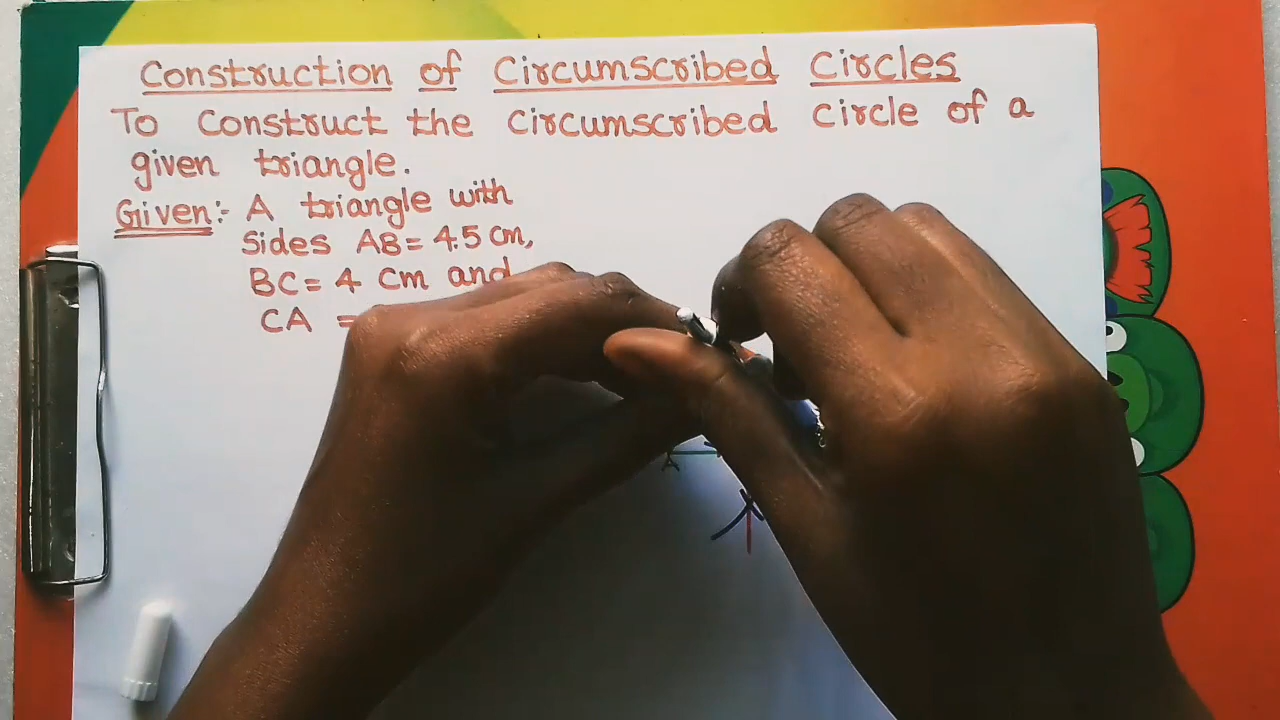 Construction of Circumscribed Circles
To Construct the Circumscribed Circle of a
given triangle.
Given:- A triangle with
Sides AB = 4.5 cm,
BC = 4 cm and
CA =
A